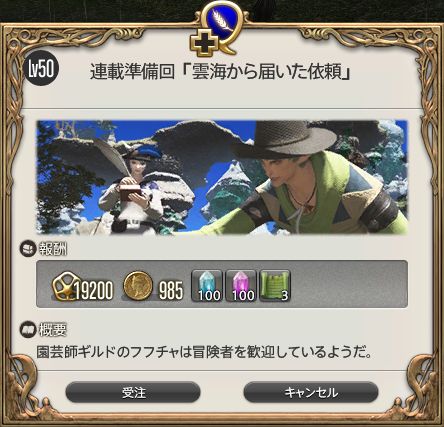 Lv50
連載準備回「雲海から届いた依頼」
報酬
19200 985 100 100 3
概要
園芸師ギルドのフフチャは冒険者を歓迎しているようだ。
受注 キャンセル